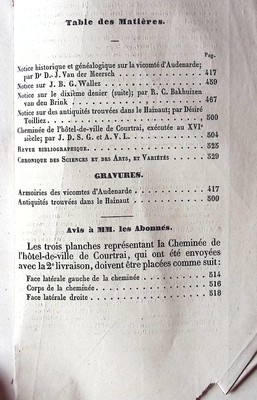 Table des Matières.
Pag.
Notice historique et généalogique sur la vicomté d'Audenarde;
par Dr D.-J. Van der Meersch . . . . . . 417
Notice sur J. B. G. Wallez . . . . . . 459
Notice sur le dixième denier (suite); par R. C. Bakhuizen
van den Brink . . . . . . 467
Notice sur des antiquités trouvées dans le Hainaut; par Désiré
Toilliez . . . . . . 500
Cheminée de l'hôtel-de-ville de Courtrai, exécutée au XVIe
siècle; par J. D. S. G. et A. V. L. . . . . . 504
Revue bibliographique . . . . . . 525
Chronique des Sciences et des Arts, et Variétés . . . . . . 529
GRAVURES.
Armoiries des vicomtes d'Audenarde . . . . . . 417
Antiquités trouvées dans le Hainaut . . . . . . 500
Avis à MM. les Abonnés.
Les trois planches représentant la Cheminée de
l'hôtel-de-ville de Courtrai, qui ont été envoyées
avec la 2e livraison, doivent être placées comme suit:
Face latérale gauche de la cheminée . . . . . . 514
Corps de la cheminée . . . . . . 516
Face latérale droite . . . . . . 518